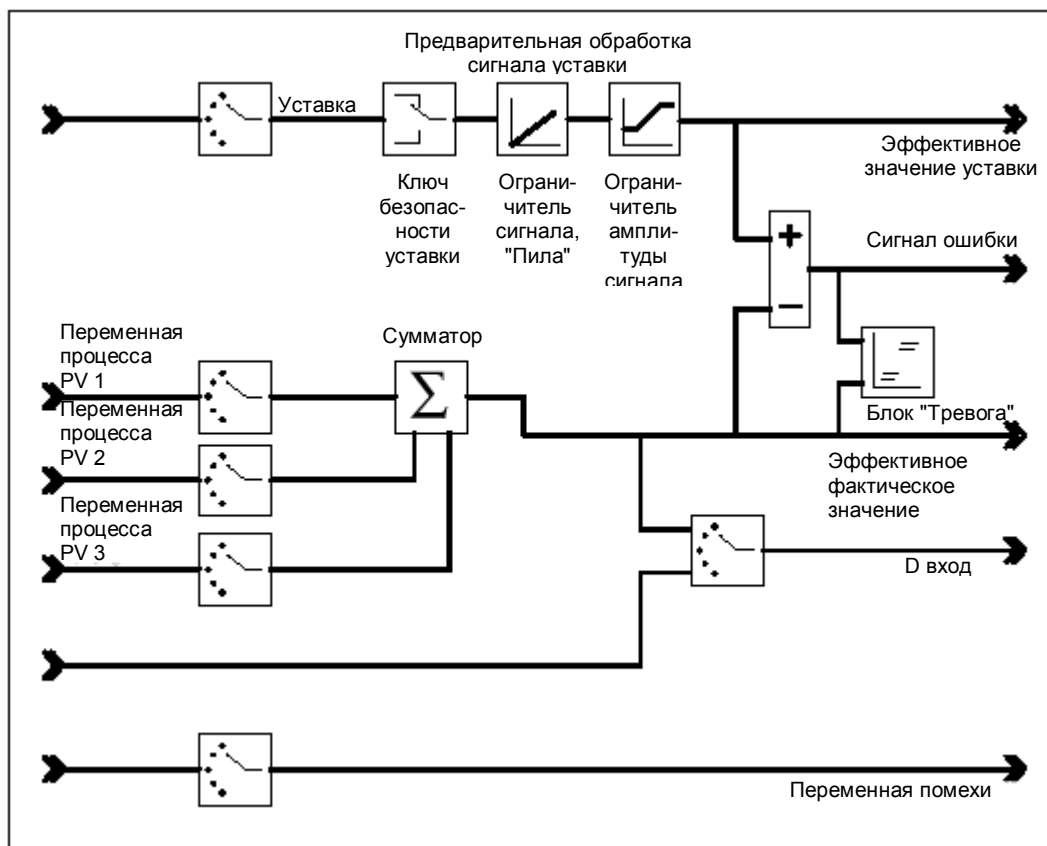 Предварительная обработка
сигнала уставки
Уставка
Ключ
безопас-
ности
уставки
Ограни-
читель
сигнала,
"Пила"
Ограни-
читель
ампли-
туды
сигнала
Эффективное
значение уставки
+
−
Сигнал ошибки
Переменная
процесса
PV 1
Сумматор
Σ
Блок "Тревога"
Переменная
процесса
PV 2
Эффективное
фактическое
значение
Переменная
процесса
PV 3
D вход
Переменная помехи